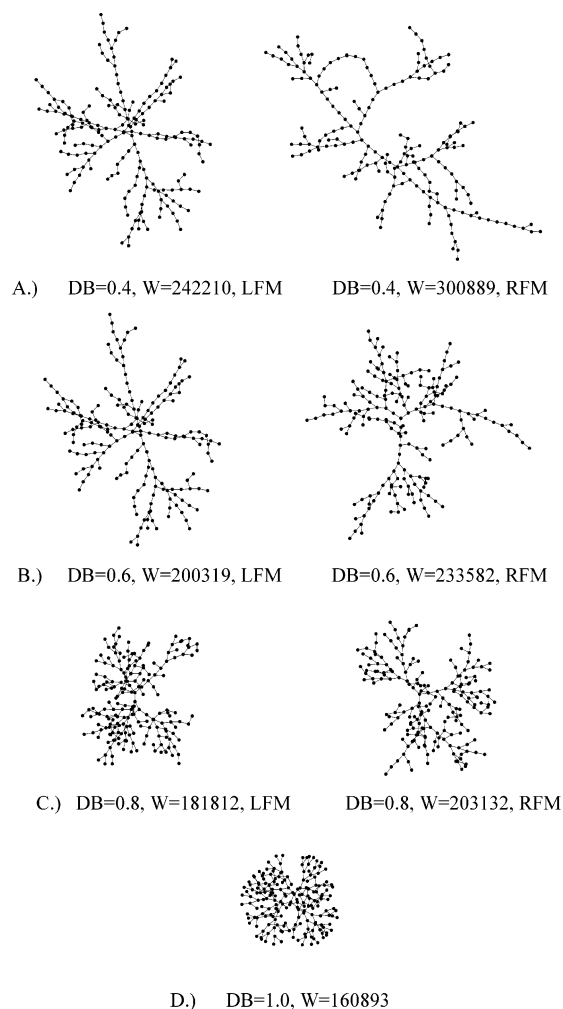 A.) DB=0.4, W=242210, LFM DB=0.4, W=300889, RFM
B.) DB=0.6, W=200319, LFM DB=0.6, W=233582, RFM
C.) DB=0.8, W=181812, LFM DB=0.8, W=203132, RFM
D.) DB=1.0, W=160893